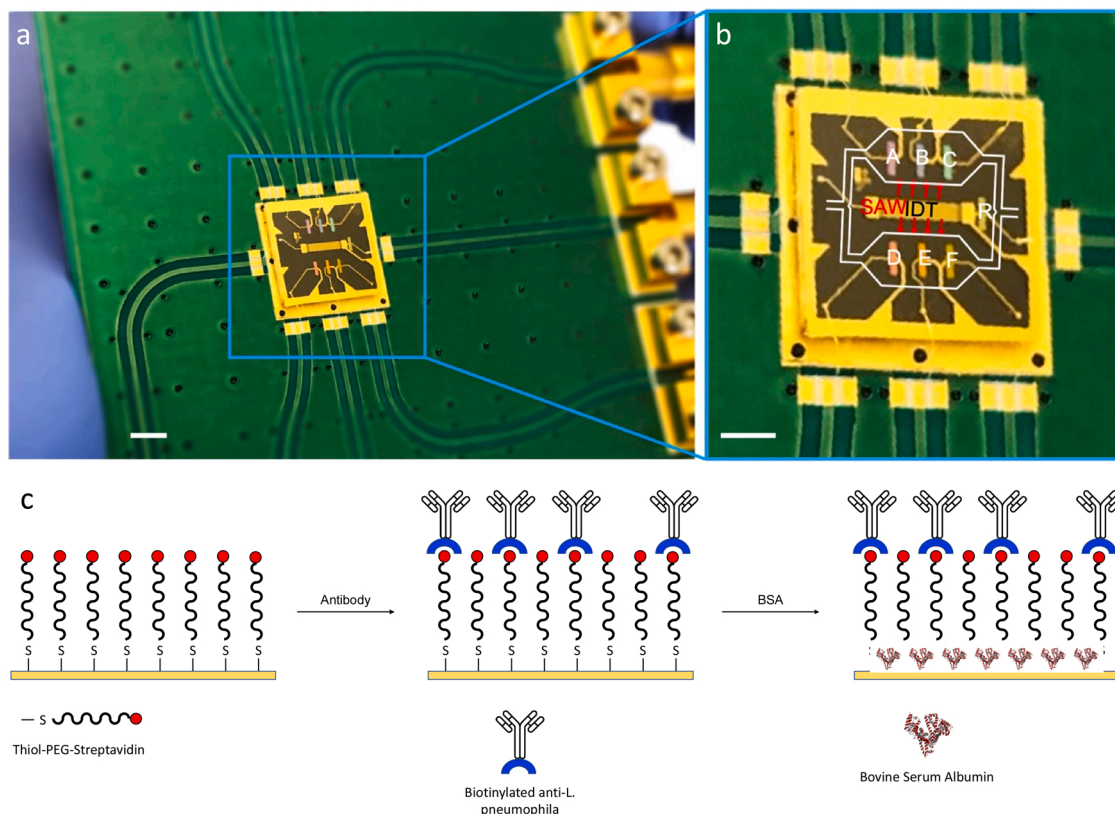 a
b
A
B
C
SAW
IDT
R
D
E
F
c
Antibody
BSA
S S S S S S S S
S S S S S S S S
S
Thiol-PEG-Streptavidin
Biotinylated anti-L.
pneumophila
Bovine Serum Albumin